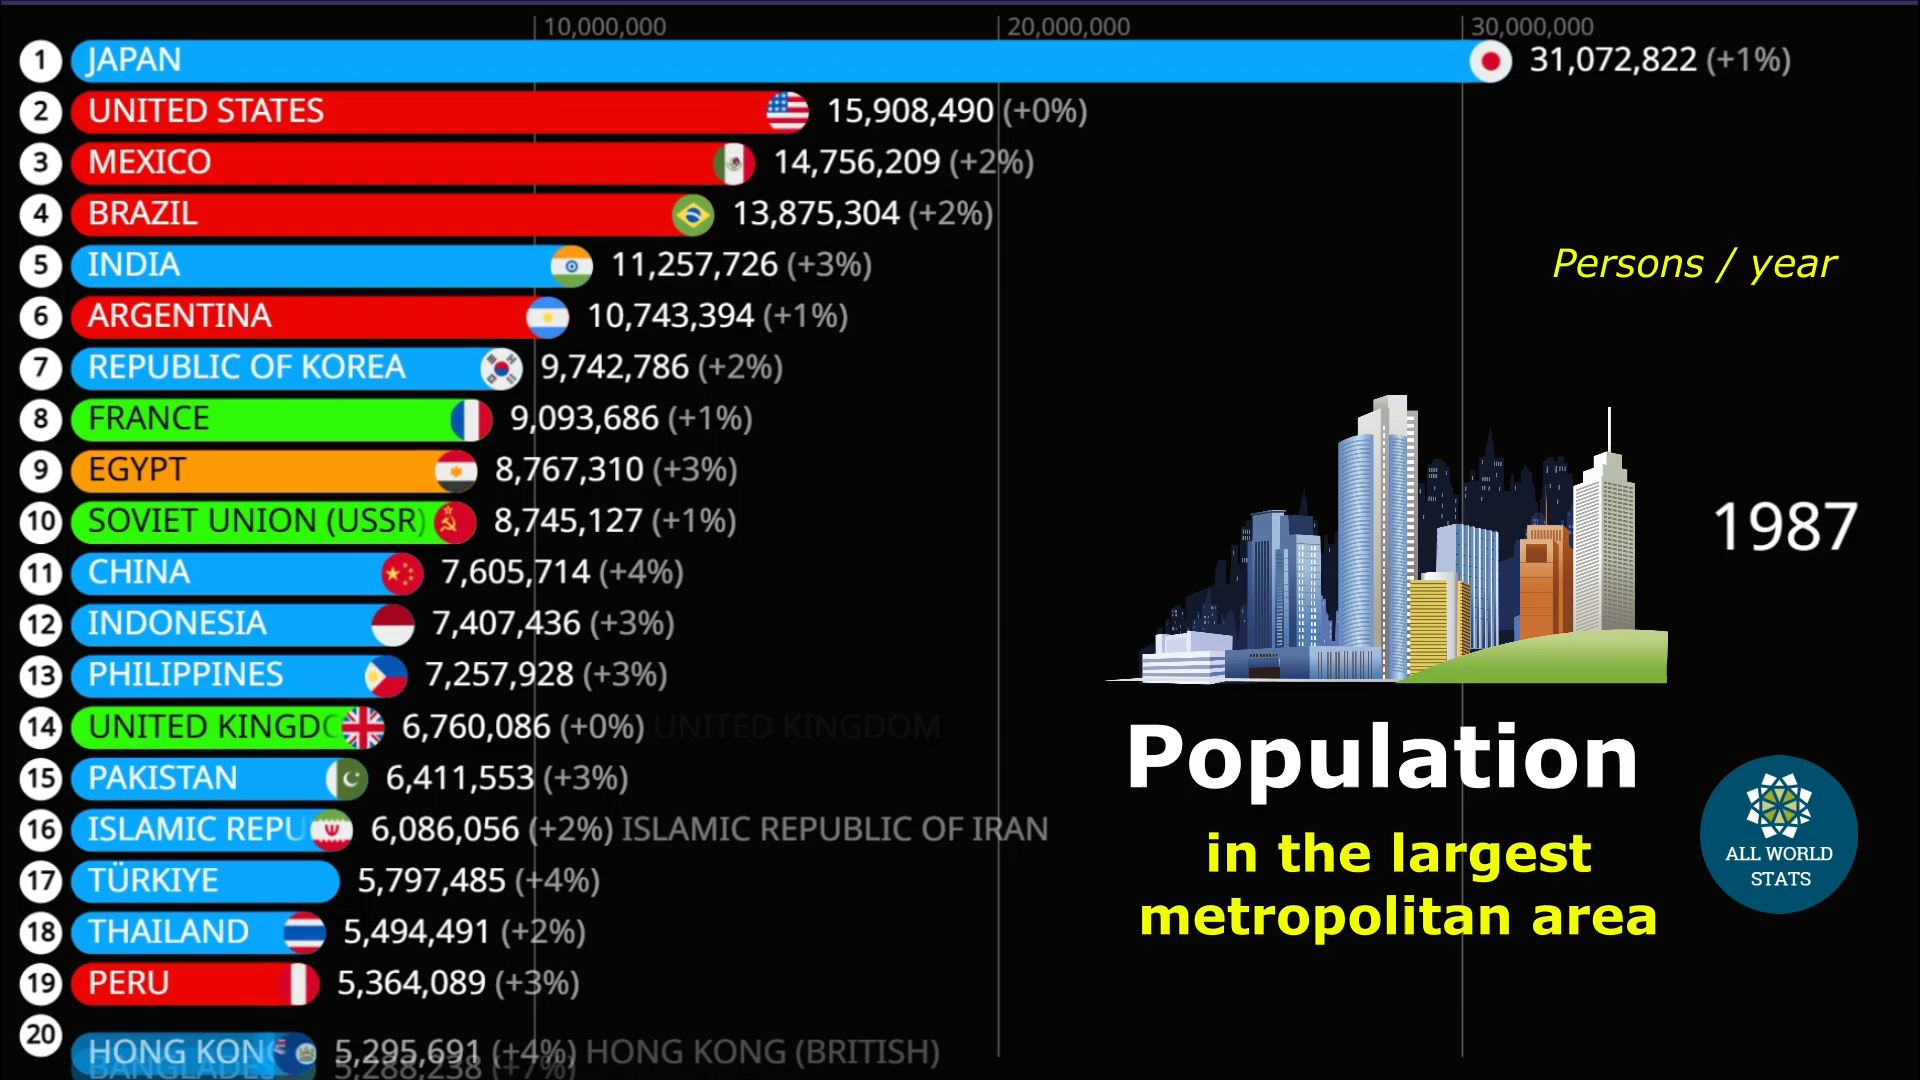 10,000,000 20,000,000 30,000,000
1 JAPAN 31,072,822 (+1%)
2 UNITED STATES 15,908,490 (+0%)
3 MEXICO 14,756,209 (+2%)
4 BRAZIL 13,875,304 (+2%)
5 INDIA 11,257,726 (+3%)
Persons / year
6 ARGENTINA 10,743,394 (+1%)
7 REPUBLIC OF KOREA 9,742,786 (+2%)
8 FRANCE 9,093,686 (+1%)
9 EGYPT 8,767,310 (+3%)
10 SOVIET UNION (USSR) 8,745,127 (+1%)
1987
11 CHINA 7,605,714 (+4%)
12 INDONESIA 7,407,436 (+3%)
13 PHILIPPINES 7,257,928 (+3%)
14 UNITED KINGDO 6,760,086 (+0%) UNITED KINGDOM
Population
15 PAKISTAN 6,411,553 (+3%)
16 ISLAMIC REPU 6,086,056 (+2%) ISLAMIC REPUBLIC OF IRAN
in the largest
metropolitan area
ALL WORLD
STATS
17 TÜRKIYE 5,797,485 (+4%)
18 THAILAND 5,494,491 (+2%)
19 PERU 5,364,089 (+3%)
20 HONG KONG 5,295,691 (+4%) HONG KONG (BRITISH)
BANGLADES 5,288,238 (+7%)